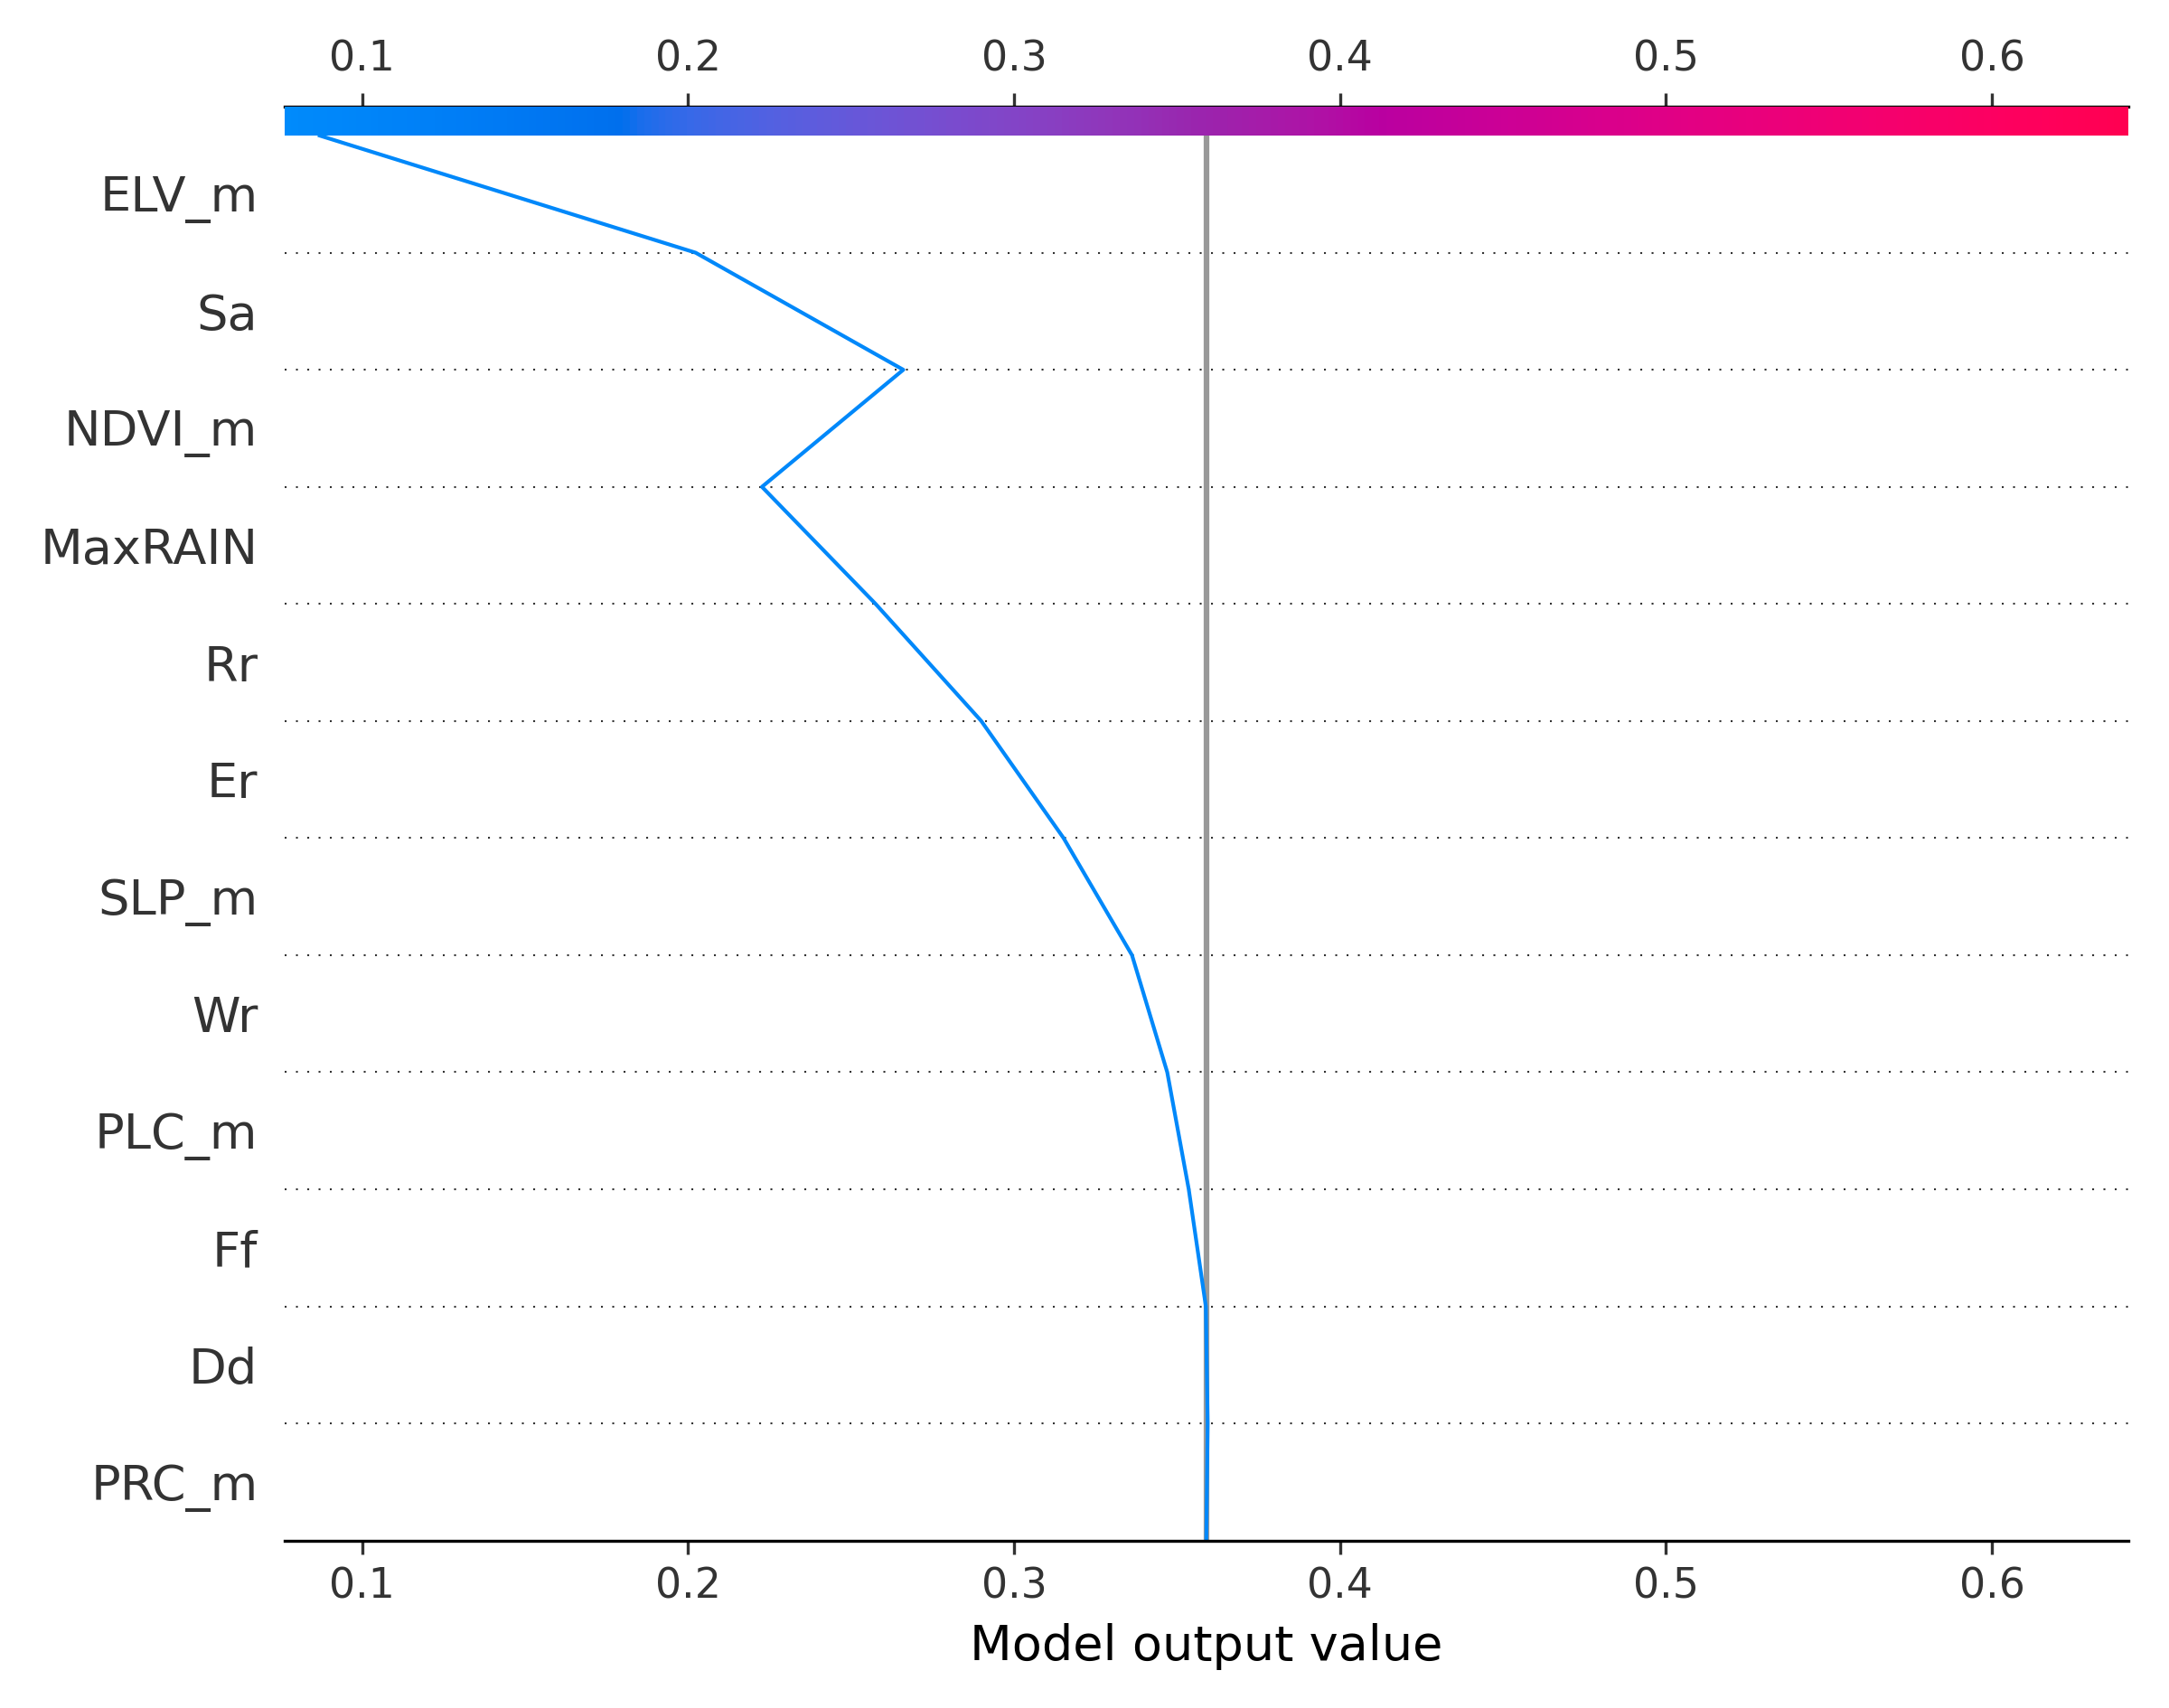 0.1 0.2 0.3 0.4 0.5 0.6
ELV_m
Sa
NDVI_m
MaxRAIN
Rr
Er
SLP_m
Wr
PLC_m
Ff
Dd
PRC_m
0.1 0.2 0.3 0.4 0.5 0.6
Model output value